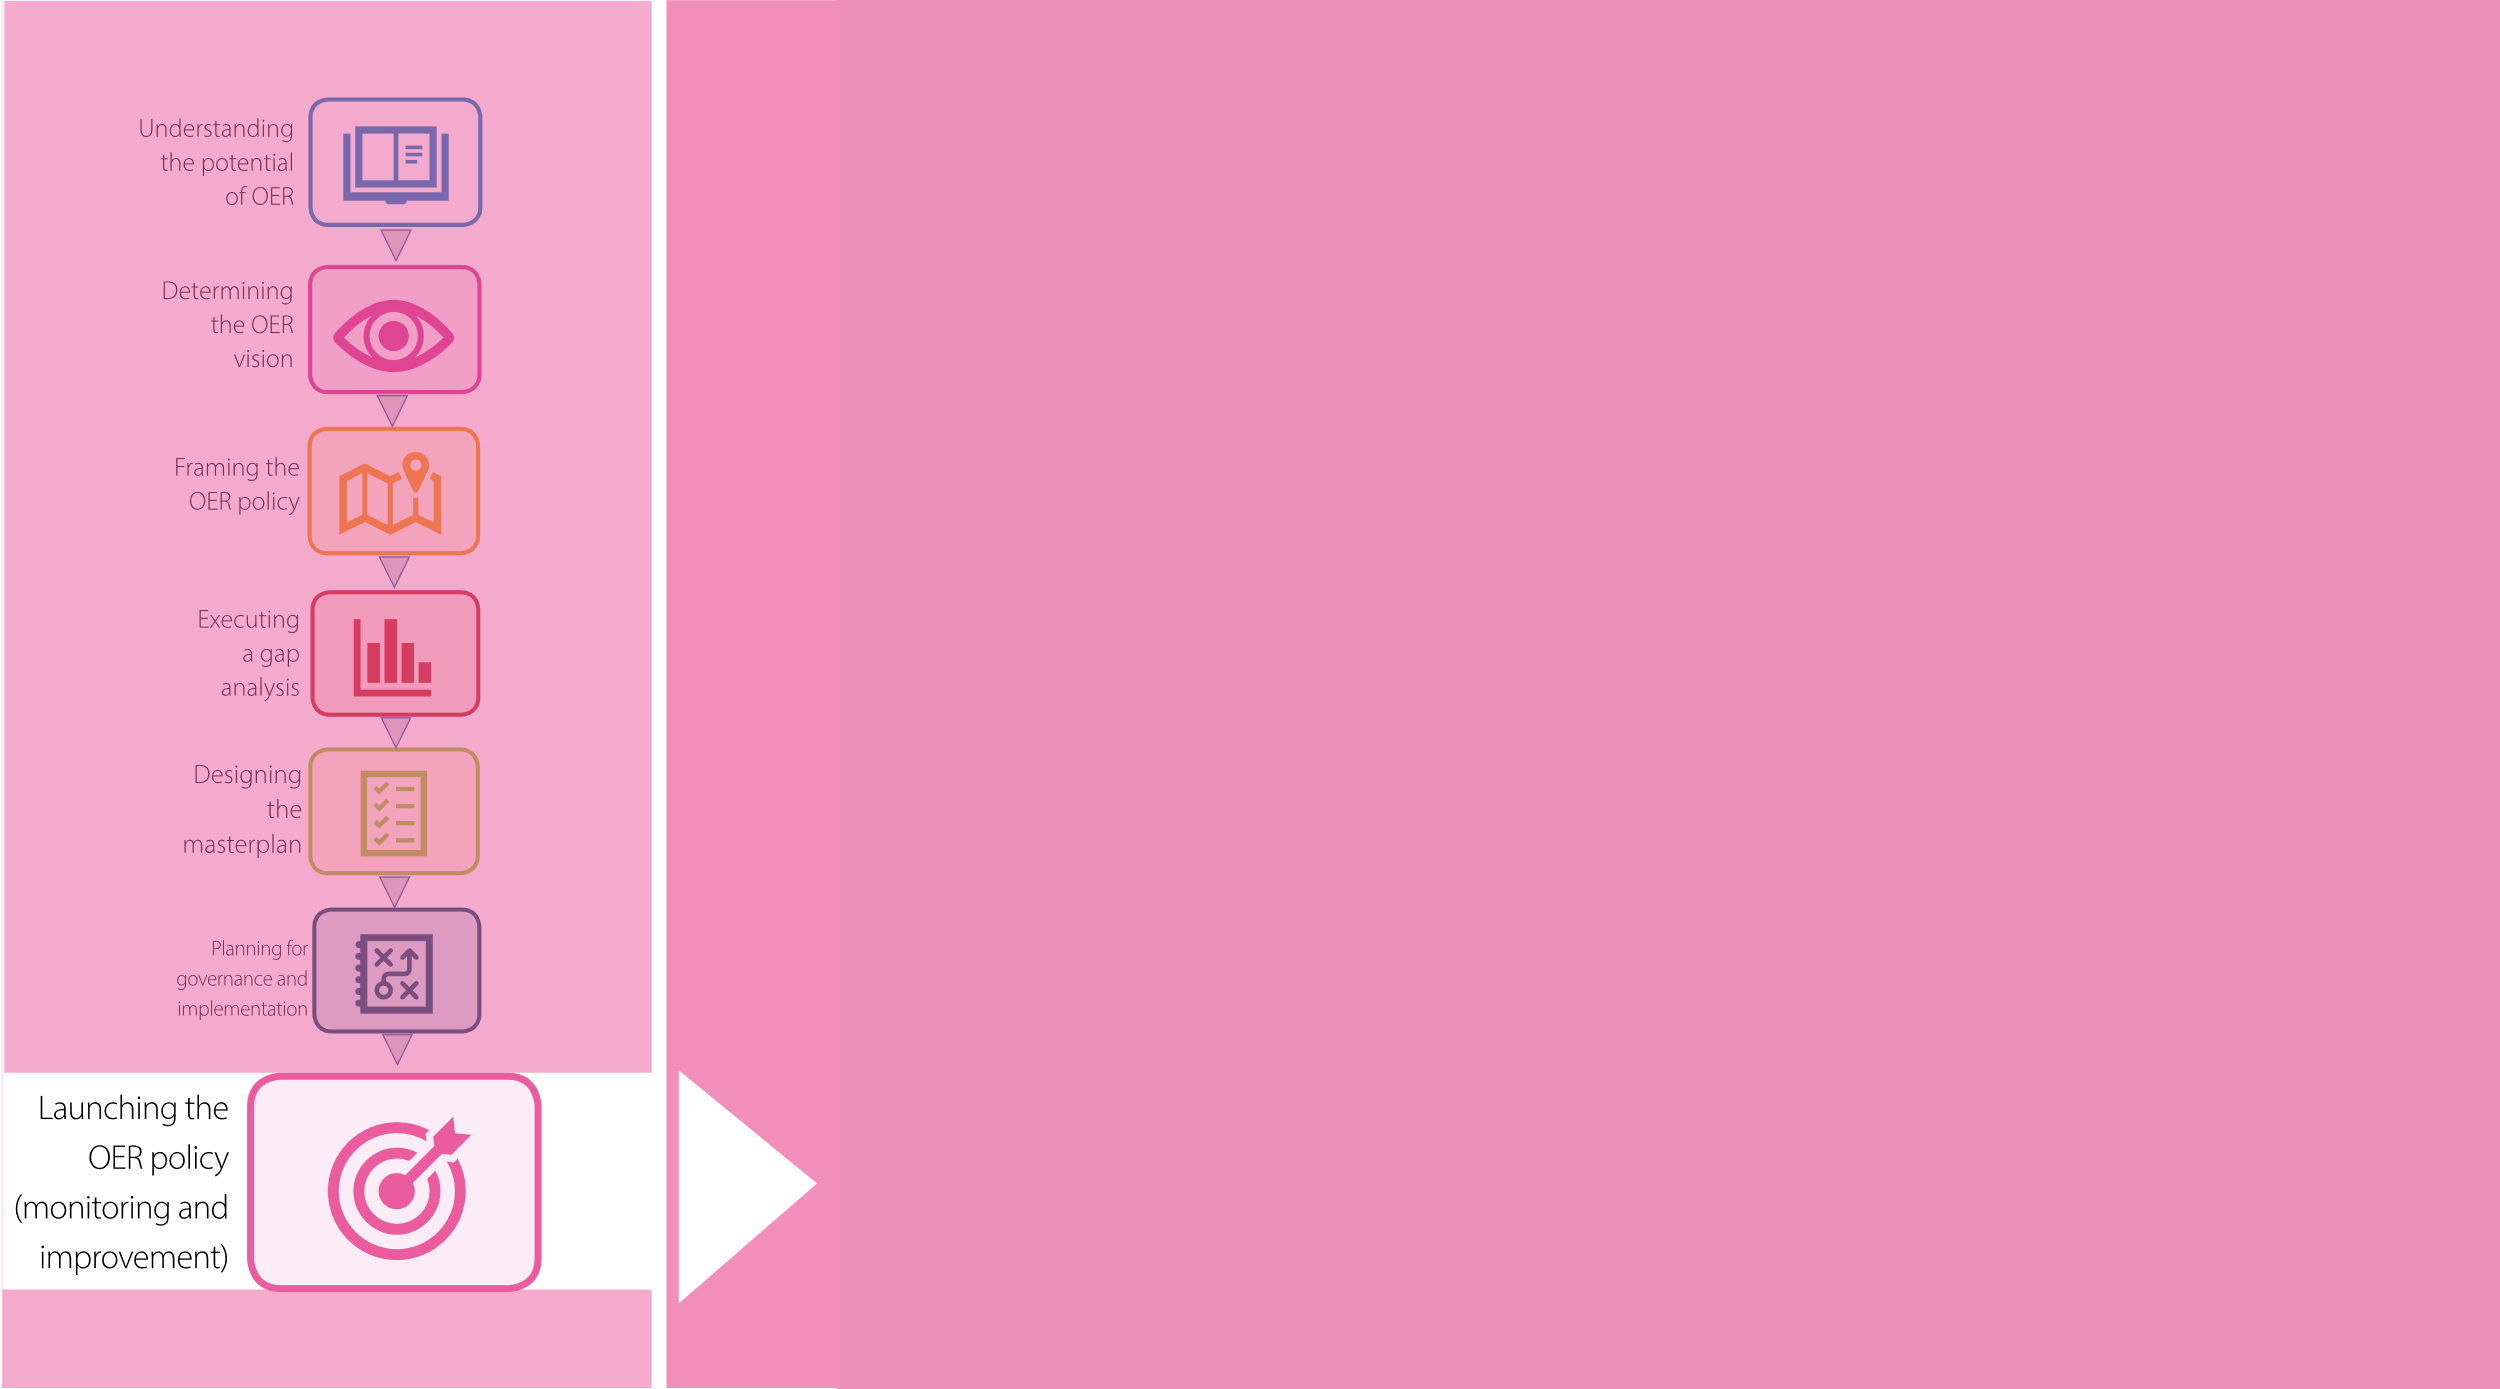 Understanding
the potential
of OER
Determining
the OER
vision
Framing the
OER policy
Executing
a gap
analysis
Designing
the
masterplan
Planning for
governance and
implementation
Launching the
OER policy
(monitoring and
improvement)